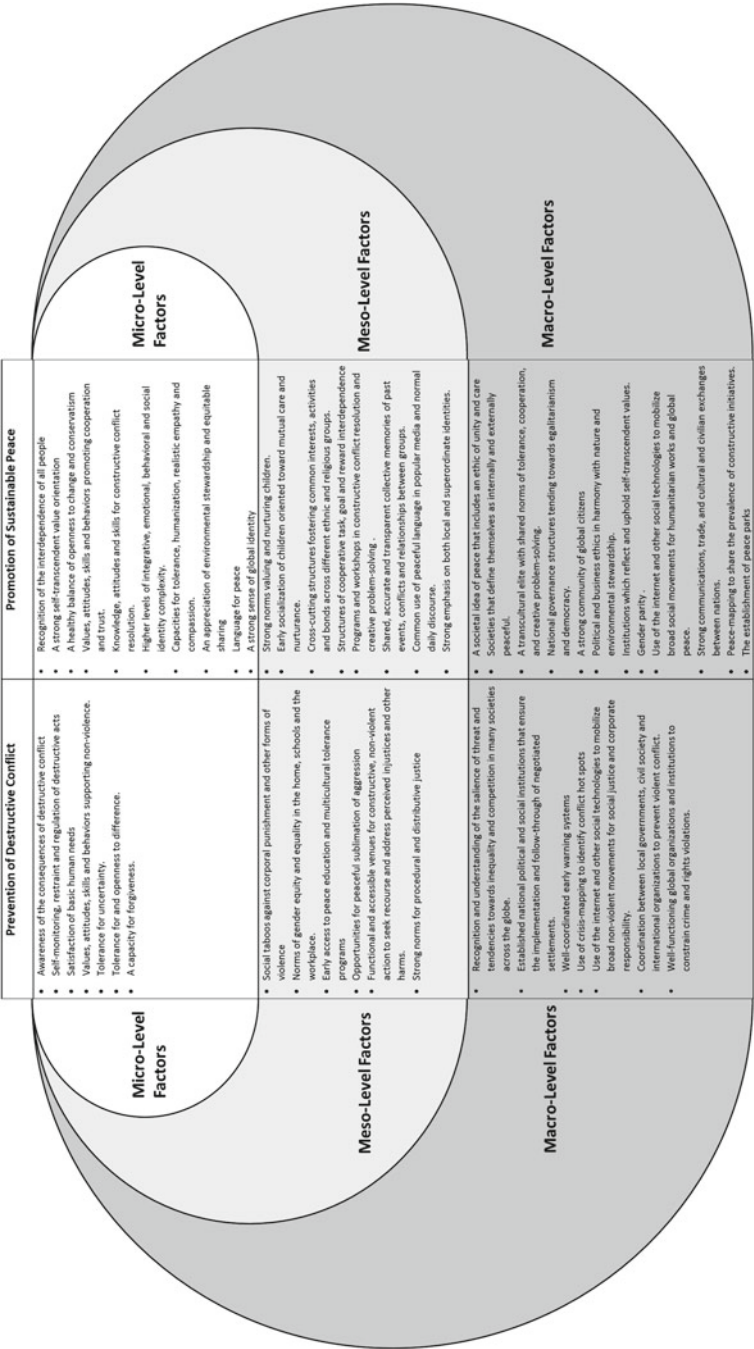 Prevention of Destructive Conflict
Promotion of Sustainable Peace
Micro-Level
Factors
• Awareness of the consequences of destructive conflict
• Self-monitoring, restraint and regulation of destructive acts
• Satisfaction of basic human needs
• Values, attitudes, skills and behaviors supporting non-violence.
• Tolerance for uncertainty.
• Tolerance for and openness to difference.
• A capacity for forgiveness.
• Recognition of the interdependence of all people
• A strong self-transcendent value orientation
• A healthy balance of openness to change and conservatism
• Values, attitudes, skills and behaviors promoting cooperation
and trust.
• Knowledge, attitudes and skills for constructive conflict
resolution.
• Higher levels of integrative, emotional, behavioral and social
identity complexity.
• Capacities for tolerance, humanization, realistic empathy and
compassion.
• An appreciation of environmental stewardship and equitable
sharing
• Language for peace
• A strong sense of global identity
Micro-Level
Factors
Meso-Level Factors
• Social taboos against corporal punishment and other forms of
violence
• Norms of gender equity and equality in the home, schools and the
workplace.
• Early access to peace education and multicultural tolerance
programs
• Opportunities for peaceful sublimation of aggression
• Functional and accessible venues for constructive, non-violent
action to seek recourse and address perceived injustices and other
harms.
• Strong norms for procedural and distributive justice
• Strong norms valuing and nurturing children.
• Early socialization of children oriented toward mutual care and
nurturance.
• Cross-cutting structures fostering common interests, activities
and bonds across different ethnic and religious groups.
• Structures of cooperative task, goal and reward interdependence
• Programs and workshops in constructive conflict resolution and
creative problem-solving .
• Shared, accurate and transparent collective memories of past
events, conflicts and relationships between groups.
• Common use of peaceful language in popular media and normal
daily discourse.
• Strong emphasis on both local and superordinate identities.
Meso-Level Factors
Macro-Level Factors
• Recognition and understanding of the salience of threat and
tendencies towards inequality and competition in many societies
across the globe.
• Established national political and social institutions that ensure
the implementation and follow-through of negotiated
settlements.
• Well-coordinated early warning systems
• Use of crisis-mapping to identify conflict hot spots
• Use of the internet and other social technologies to mobilize
broad non-violent movements for social justice and corporate
responsibility.
• Coordination between local governments, civil society and
international organizations to prevent violent conflict.
• Well-functioning global organizations and institutions to
constrain crime and rights violations.
• A societal idea of peace that includes an ethic of unity and care
• Societies that define themselves as internally and externally
peaceful.
• A transcultural elite with shared norms of tolerance, cooperation,
and creative problem-solving.
• National governance structures tending towards egalitarianism
and democracy.
• A strong community of global citizens
• Political and business ethics in harmony with nature and
environmental stewardship.
• Institutions which reflect and uphold self-transcendent values.
• Gender parity .
• Use of the internet and other social technologies to mobilize
broad social movements for humanitarian works and global
peace.
• Strong communications, trade, and cultural and civilian exchanges
between nations.
• Peace-mapping to share the prevalence of constructive initiatives.
• The establishment of peace parks
Macro-Level Factors